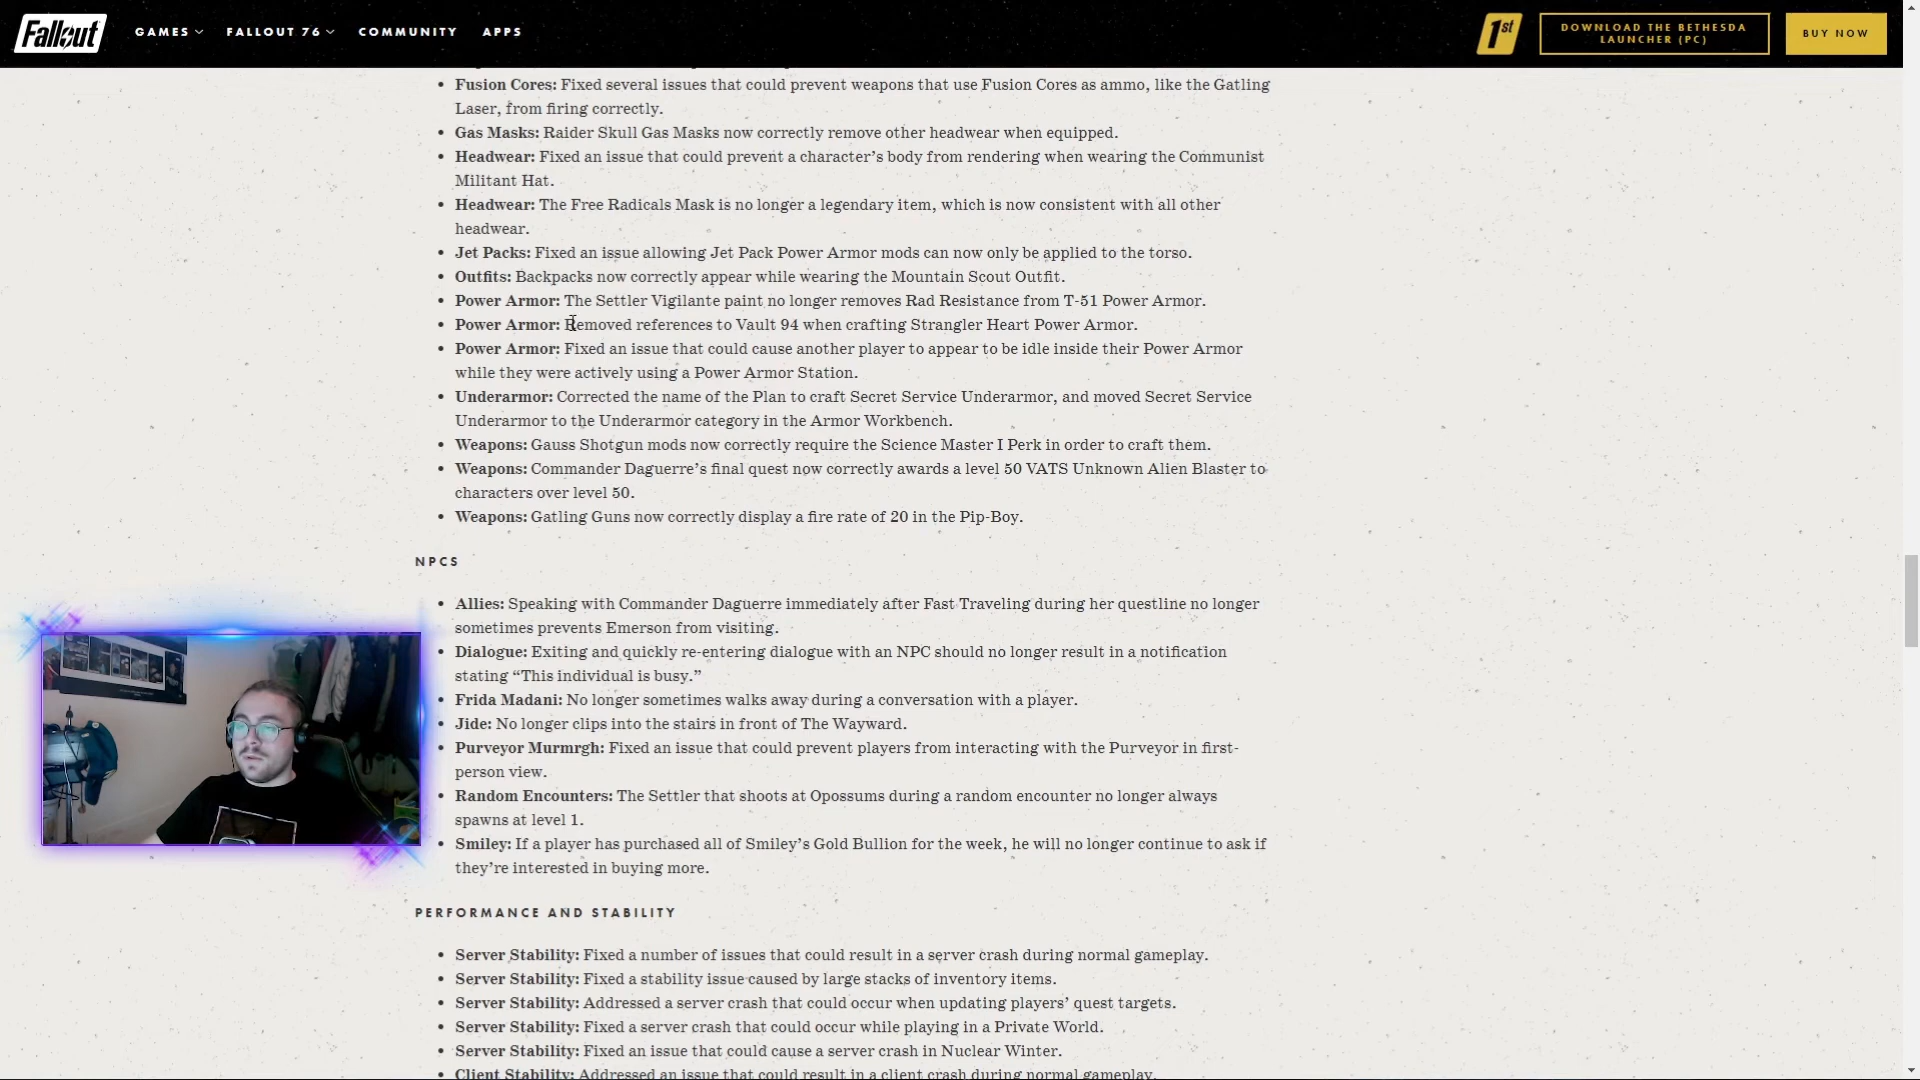 Fallout
GAMES
FALLOUT 76
COMMUNITY
APPS
1st
DOWNLOAD THE BETHESDA
LAUNCHER (PC)
BUY NOW
• Fusion Cores: Fixed several issues that could prevent weapons that use Fusion Cores as ammo, like the Gatling
Laser, from firing correctly.
• Gas Masks: Raider Skull Gas Masks now correctly remove other headwear when equipped.
• Headwear: Fixed an issue that could prevent a character’s body from rendering when wearing the Communist
Militant Hat.
• Headwear: The Free Radicals Mask is no longer a legendary item, which is now consistent with all other
headwear.
• Jet Packs: Fixed an issue allowing Jet Pack Power Armor mods can now only be applied to the torso.
• Outfits: Backpacks now correctly appear while wearing the Mountain Scout Outfit.
• Power Armor: The Settler Vigilante paint no longer removes Rad Resistance from T-51 Power Armor.
• Power Armor: Removed references to Vault 94 when crafting Strangler Heart Power Armor.
• Power Armor: Fixed an issue that could cause another player to appear to be idle inside their Power Armor
while they were actively using a Power Armor Station.
• Underarmor: Corrected the name of the Plan to craft Secret Service Underarmor, and moved Secret Service
Underarmor to the Underarmor category in the Armor Workbench.
• Weapons: Gauss Shotgun mods now correctly require the Science Master I Perk in order to craft them.
• Weapons: Commander Daguerre’s final quest now correctly awards a level 50 VATS Unknown Alien Blaster to
characters over level 50.
• Weapons: Gatling Guns now correctly display a fire rate of 20 in the Pip-Boy.
NPCS
• Allies: Speaking with Commander Daguerre immediately after Fast Traveling during her questline no longer
sometimes prevents Emerson from visiting.
• Dialogue: Exiting and quickly re-entering dialogue with an NPC should no longer result in a notification
stating “This individual is busy.”
• Frida Madani: No longer sometimes walks away during a conversation with a player.
• Jide: No longer clips into the stairs in front of The Wayward.
• Purveyor Murmrgh: Fixed an issue that could prevent players from interacting with the Purveyor in first-
person view.
• Random Encounters: The Settler that shoots at Opossums during a random encounter no longer always
spawns at level 1.
• Smiley: If a player has purchased all of Smiley’s Gold Bullion for the week, he will no longer continue to ask if
they’re interested in buying more.
PERFORMANCE AND STABILITY
• Server Stability: Fixed a number of issues that could result in a server crash during normal gameplay.
• Server Stability: Fixed a stability issue caused by large stacks of inventory items.
• Server Stability: Addressed a server crash that could occur when updating players’ quest targets.
• Server Stability: Fixed a server crash that could occur while playing in a Private World.
• Server Stability: Fixed an issue that could cause a server crash in Nuclear Winter.
• Client Stability: Addressed an issue that could result in a client crash during normal gameplay.